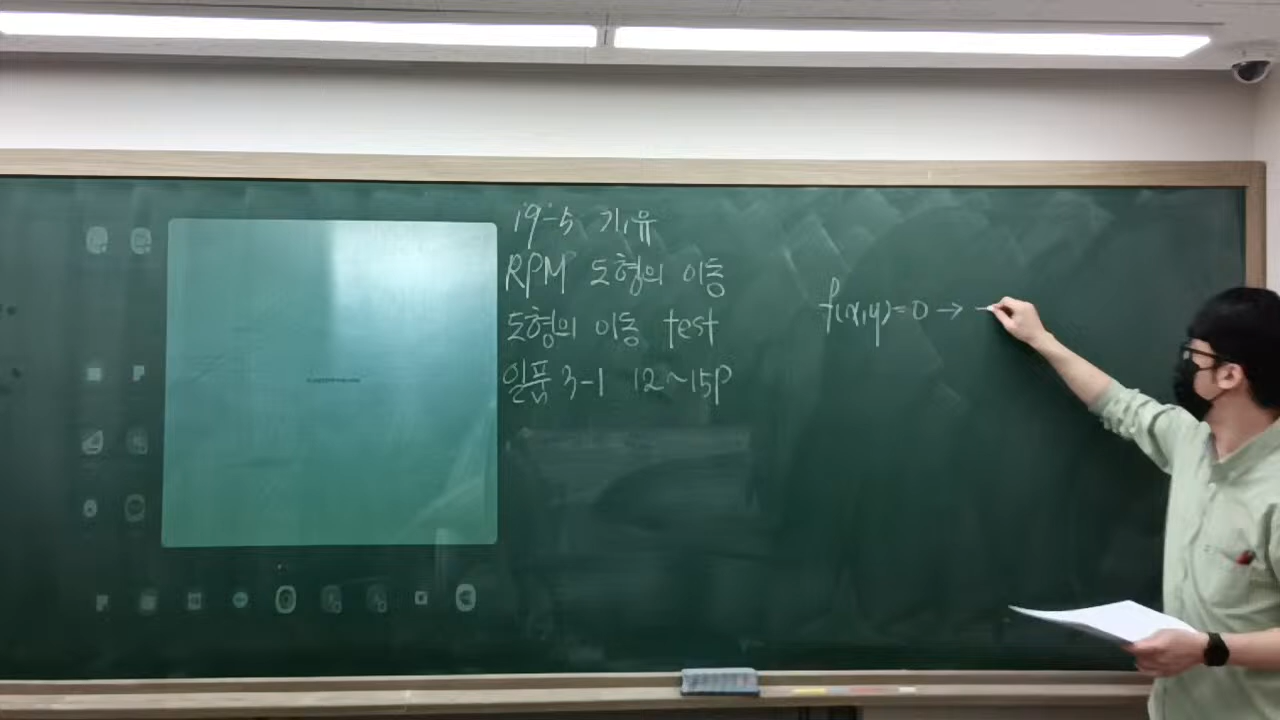 19-5 기, 유
RPM 도형의 이동
도형의 이동 test
일품 3-1 12~15p
f(x,y)=0 →